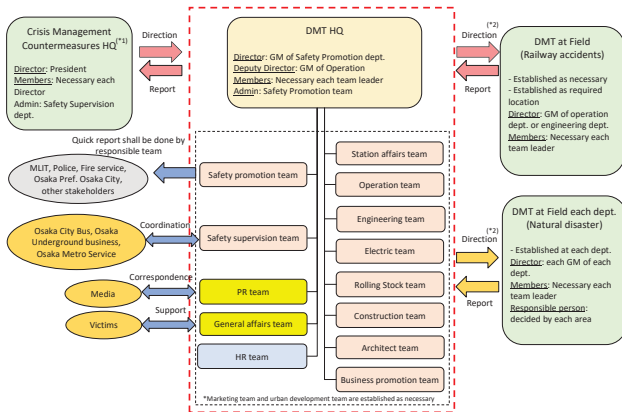 Crisis Management
Countermeasures HQ(*1)
Director: President
Members: Necessary each
Director
Admin: Safety Supervision
dept.
Direction
Report
DMT HQ
Director: GM of Safety Promotion dept.
Deputy Director: GM of Operation
Members: Necessary each team leader
Admin: Safety Promotion team
(*2)
Direction
Report
DMT at Field
(Railway accidents)
- Established as necessary
- Established as required
location
Director: GM of operation
dept. or engineering dept.
Members: Necessary each
team leader
Quick report shall be done by
responsible team
MLIT, Police, Fire service,
Osaka Pref. Osaka City,
other stakeholders
Safety promotion team
Osaka City Bus, Osaka
Underground business,
Osaka Metro Service
Coordination
Safety supervision team
Media
Correspondence
PR team
Victims
Support
General affairs team
HR team
Station affairs team
Operation team
Engineering team
Electric team
Rolling Stock team
Construction team
Architect team
Business promotion team
*Marketing team and urban development team are established as necessary
(*2)
Direction
Report
DMT at Field each dept.
(Natural disaster)
- Established at each dept.
Director: each GM of each
dept.
Members: Necessary each
team leader
Responsible person:
decided by each area